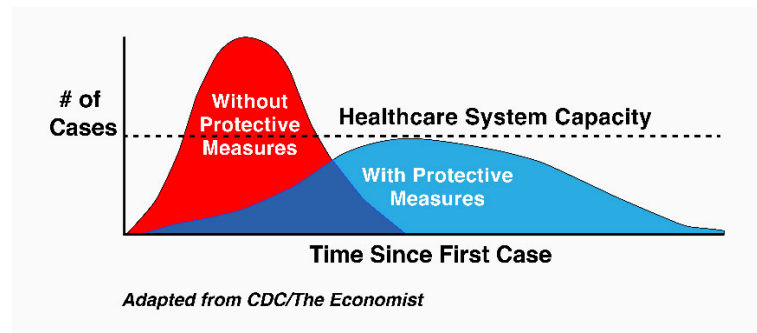 # of
Cases
Without
Protective
Measures
Healthcare System Capacity
With Protective
Measures
Time Since First Case
Adapted from CDC/The Economist